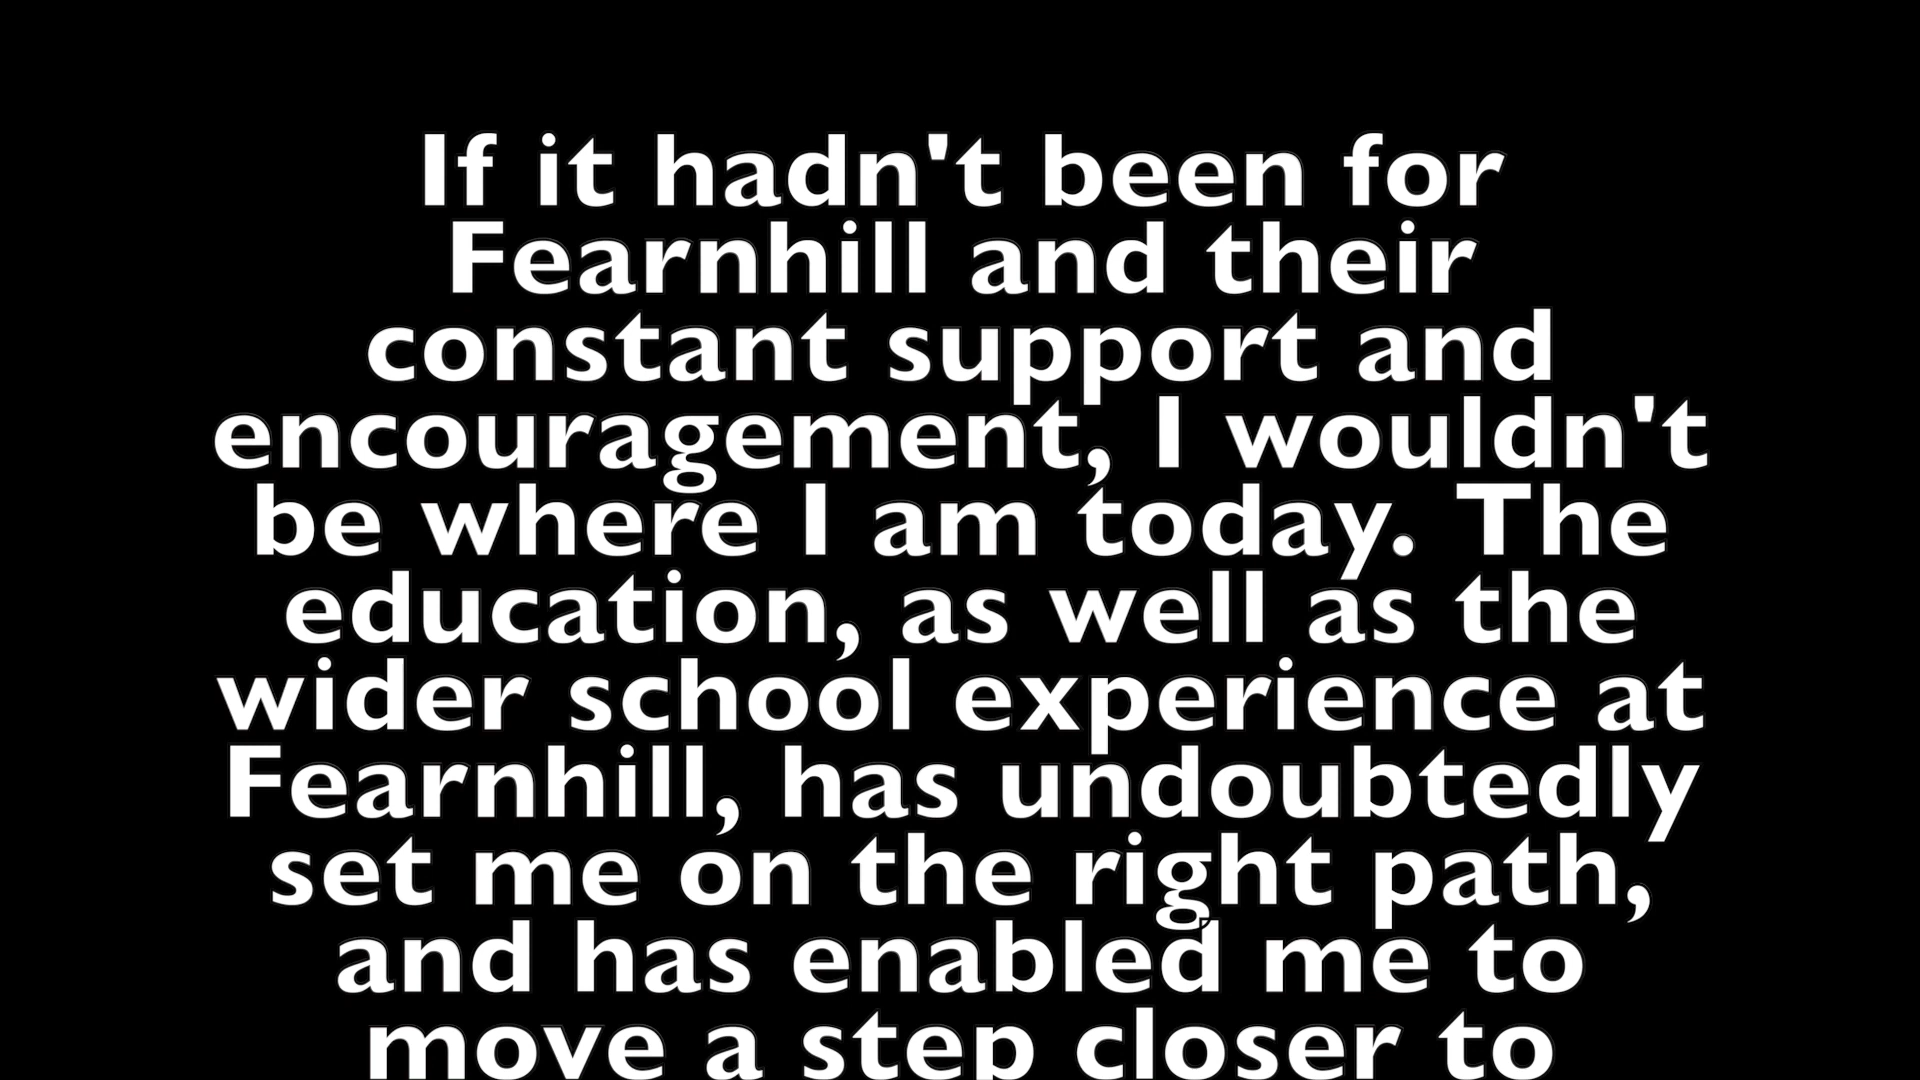 If it hadn't been for
Fearnhill and their
constant support and
encouragement, I wouldn't
be where I am today. The
education, as well as the
wider school experience at
Fearnhill, has undoubtedly
set me on the right path,
and has enabled me to
move a step closer to